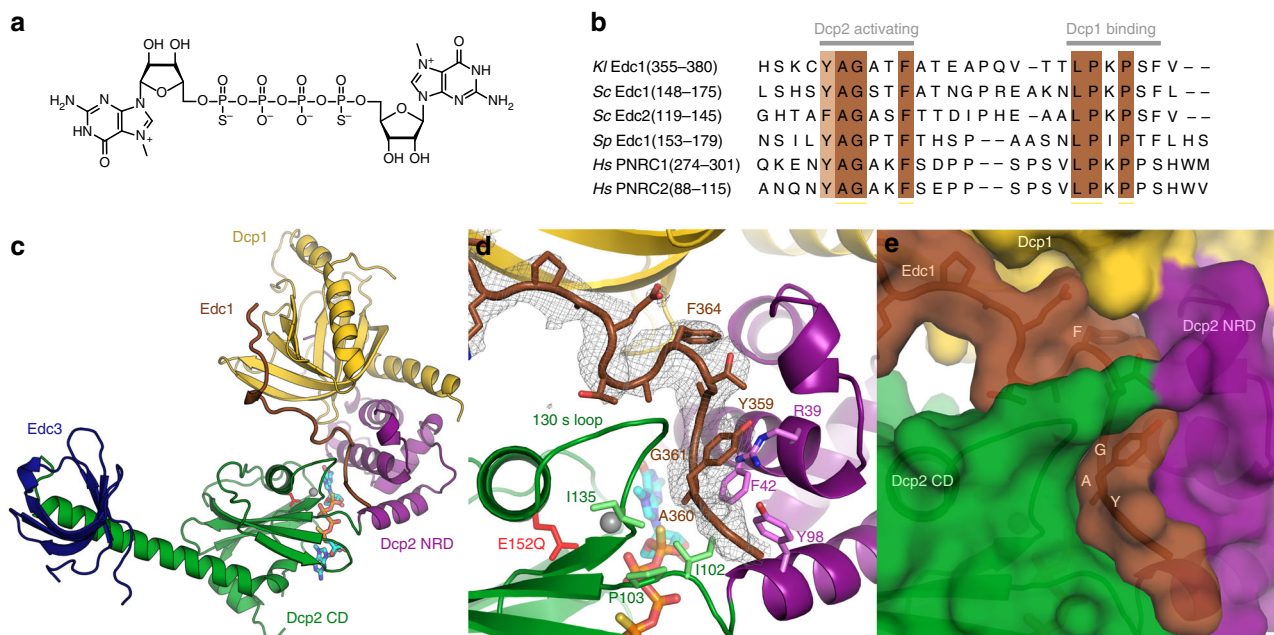 a
OH OH
H₂N N N
HN N⁺
O
O O O O
O P O P O P O P O
S⁻ O⁻ O⁻ S⁻
O
OH OH
N⁺ O
NH
N N NH₂
b
Dcp2 activating Dcp1 binding
Kl Edc1(355–380) H S K C Y A G A T F A T E A P Q V – T T L P K P S F V – –
Sc Edc1(148–175) L S H S Y A G S T F A T N G P R E A K N L P K P S F L – –
Sc Edc2(119–145) G H T A F A G A S F T T D I P H E – A A L P K P S F V – –
Sp Edc1(153–179) N S I L Y A G P T F T H S P – – A A S N L P I P T F L H S
Hs PNRC1(274–301) Q K E N Y A G A K F S D P P – – S P S V L P K P P S H W M
Hs PNRC2(88–115) A N Q N Y A G A K F S E P P – – S P S V L P K P P S H W V
c
Dcp1
Edc1
Edc3
Dcp2 NRD
Dcp2 CD
d
F364
Y359
R39
130 s loop
G361
F42
I135
A360
E152Q
Y98
I102
P103
e
Dcp1
Edc1
Dcp2 NRD
F
G
Dcp2 CD
A
Y